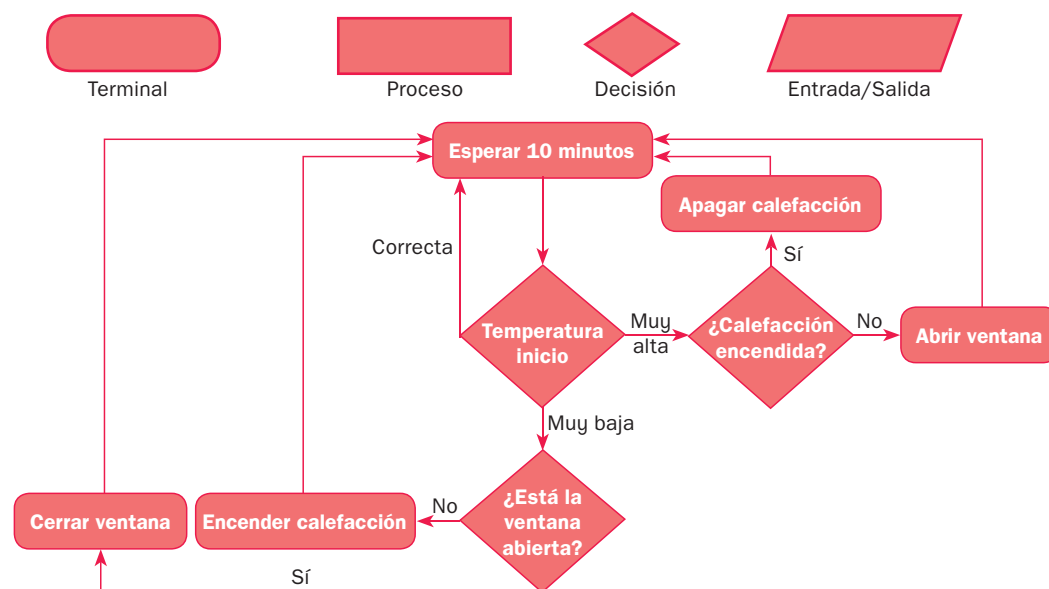 Terminal
Proceso
Decisión
Entrada/Salida
Esperar 10 minutos
Apagar calefacción
Correcta
Sí
Temperatura
inicio
Muy
alta
¿Calefacción
encendida?
No
Abrir ventana
Muy baja
Cerrar ventana
Encender calefacción
No
¿Está la
ventana
abierta?
Sí